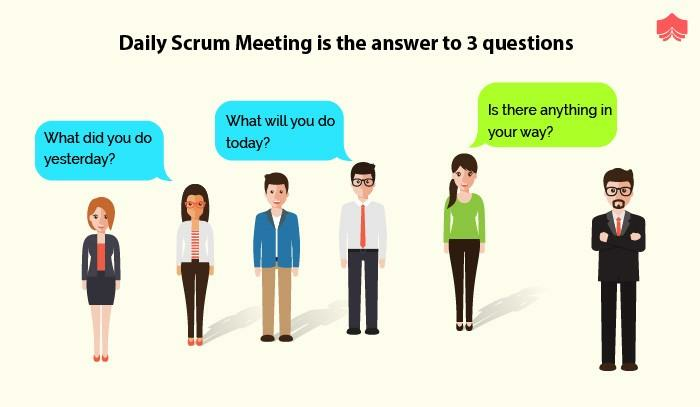 Daily Scrum Meeting is the answer to 3 questions
What did you do
yesterday?
What will you do
today?
Is there anything in
your way?